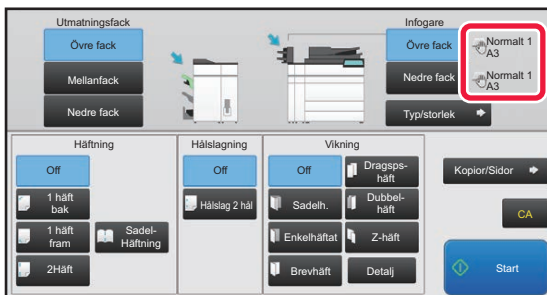 Utmatningsfack
Övre fack
Mellanfack
Nedre fack
Infogare
Övre fack
Normalt 1
A3
Nedre fack
Normalt 1
A3
Typ/storlek
Häftning
Off
1 häft
bak
1 häft
fram
2Häft
Sadel-
Häftning
Hålslagning
Off
Hålslag 2 hål
Vikning
Off
Sadelh.
Enkelhäftat
Brevhäft
Dragsps-
häft
Dubbel-
häft
Z-häft
Detalj
Kopior/Sidor
CA
Start